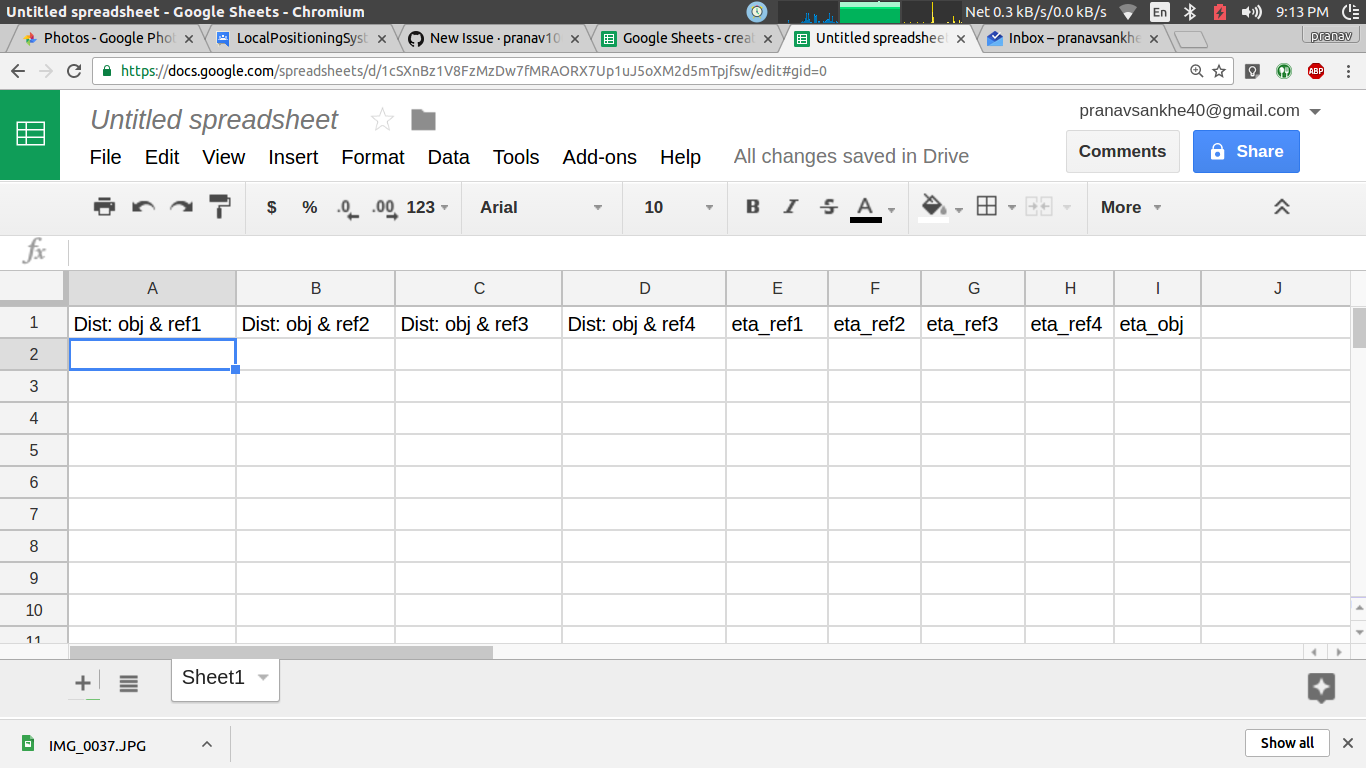 Untitled spreadsheet - Google Sheets - Chromium Net 0.3 kB/s/0.0 kB/s En 9:13 PM
Photos - Google Pho LocalPositioningSyst New Issue · pranav10 Google Sheets - crea Untitled spreadshee Inbox – pranavsankhe pranav
https://docs.google.com/spreadsheets/d/1cSXnBz1V8FzMzDw7fMRAORX7Up1uJ5oXM2d5mTpjfsw/edit#gid=0 ABP
Untitled spreadsheet pranavsankhe40@gmail.com
File Edit View Insert Format Data Tools Add-ons Help All changes saved in Drive Comments Share
$ % .0 .00 123 Arial 10 B I S A More
fx
A B C D E F G H I J
1 Dist: obj & ref1 Dist: obj & ref2 Dist: obj & ref3 Dist: obj & ref4 eta_ref1 eta_ref2 eta_ref3 eta_ref4 eta_obj
2
3
4
5
6
7
8
9
10
11
Sheet1
IMG_0037.JPG Show all